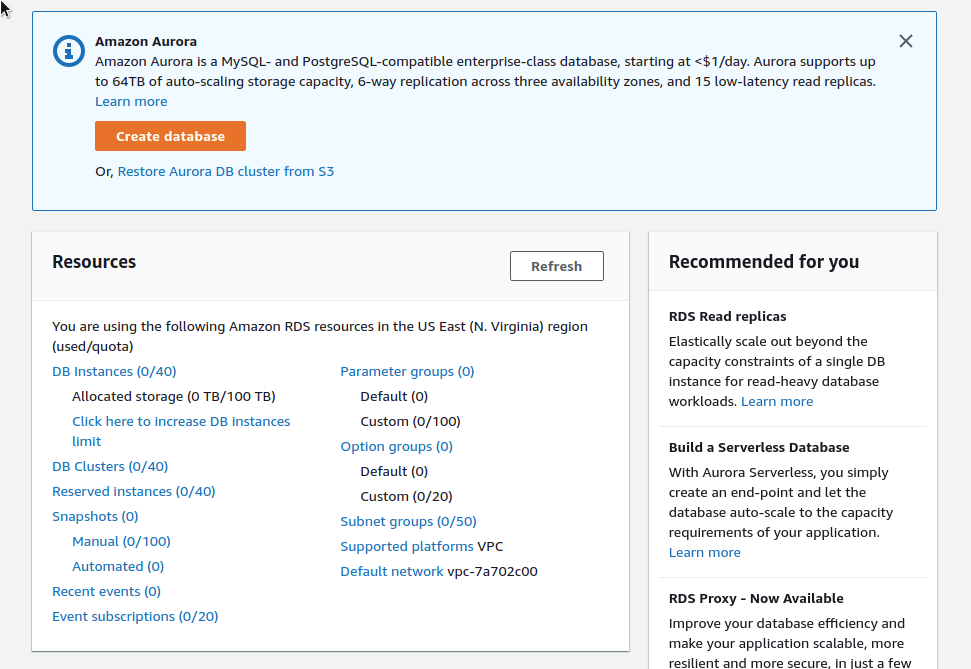 Amazon Aurora
Amazon Aurora is a MySQL- and PostgreSQL-compatible enterprise-class database, starting at <$1/day. Aurora supports up
to 64TB of auto-scaling storage capacity, 6-way replication across three availability zones, and 15 low-latency read replicas.
Learn more
Create database
Or, Restore Aurora DB cluster from S3
Resources
Refresh
You are using the following Amazon RDS resources in the US East (N. Virginia) region
(used/quota)
DB Instances (0/40)
Allocated storage (0 TB/100 TB)
Click here to increase DB instances
limit
DB Clusters (0/40)
Reserved instances (0/40)
Snapshots (0)
Manual (0/100)
Automated (0)
Recent events (0)
Event subscriptions (0/20)
Parameter groups (0)
Default (0)
Custom (0/100)
Option groups (0)
Default (0)
Custom (0/20)
Subnet groups (0/50)
Supported platforms VPC
Default network vpc-7a702c00
Recommended for you
RDS Read replicas
Elastically scale out beyond the
capacity constraints of a single DB
instance for read-heavy database
workloads. Learn more
Build a Serverless Database
With Aurora Serverless, you simply
create an end-point and let the
database auto-scale to the capacity
requirements of your application.
Learn more
RDS Proxy - Now Available
Improve your database efficiency and
make your application scalable, more
resilient and more secure, in just a few